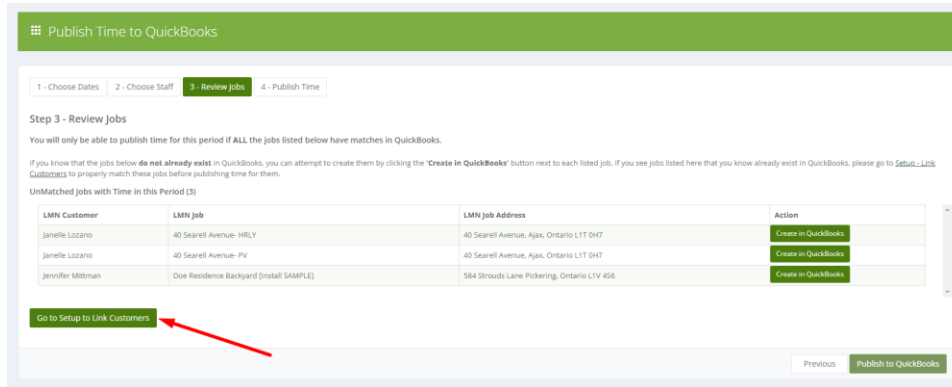 Publish Time to QuickBooks
1 - Choose Dates 2 - Choose Staff 3 - Review Jobs 4 - Publish Time
Step 3 - Review Jobs
You will only be able to publish time for this period if ALL the jobs listed below have matches in QuickBooks.
If you know that the jobs below do not already exist in QuickBooks, you can attempt to create them by clicking the 'Create in QuickBooks' button next to each listed job. If you see jobs listed here that you know already exist in QuickBooks, please go to Setup - Link
Customers to properly match these jobs before publishing time for them.
UnMatched Jobs with Time in this Period (3)
LMN Customer LMN Job LMN Job Address Action
Janelle Lozano 40 Searell Avenue- HRLY 40 Searell Avenue, Ajax, Ontario L1T 0H7 Create in QuickBooks
Janelle Lozano 40 Searell Avenue- PV 40 Searell Avenue, Ajax, Ontario L1T 0H7 Create in QuickBooks
Jennifer Mittman Doe Residence Backyard [Install SAMPLE] 584 Strouds Lane Pickering, Ontario L1V 4S6 Create in QuickBooks
Go to Setup to Link Customers
Previous Publish to QuickBooks